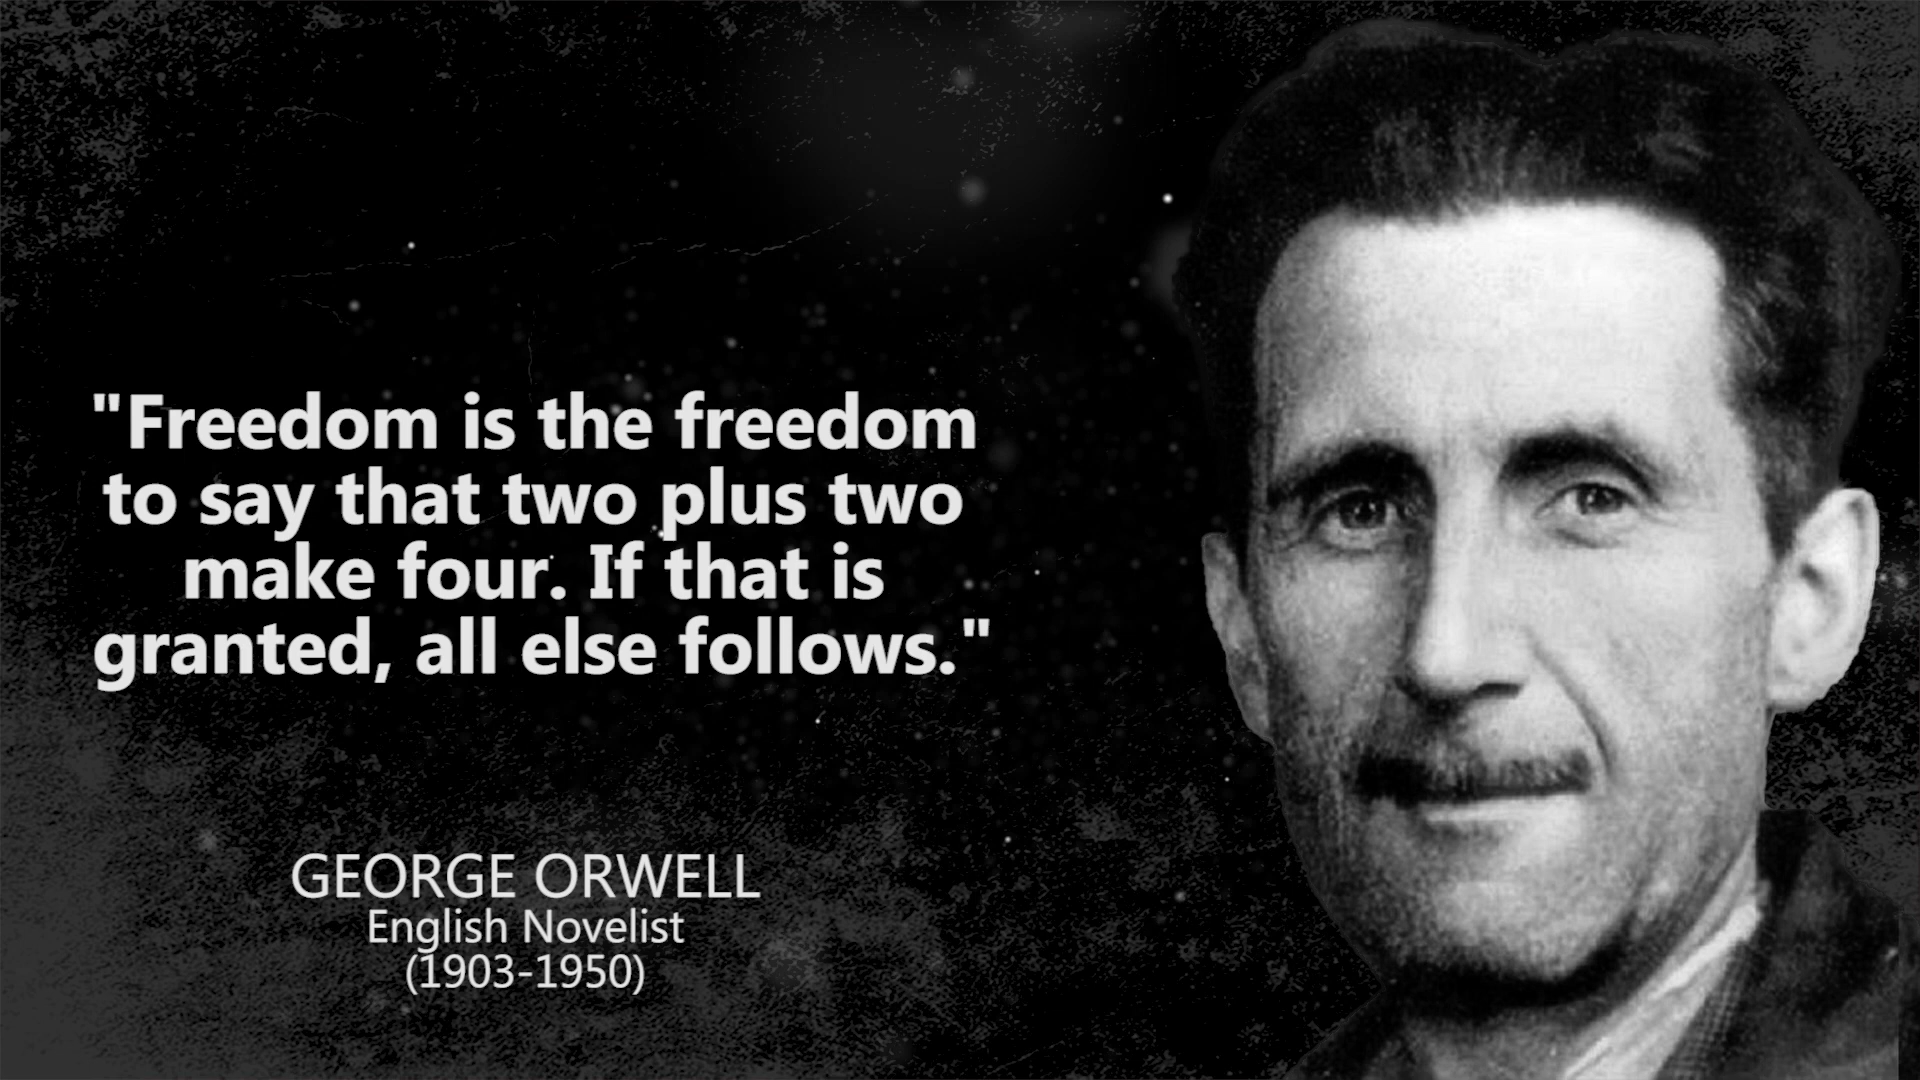 "Freedom is the freedom
to say that two plus two
make four. If that is
granted, all else follows."
GEORGE ORWELL
English Novelist
(1903-1950)